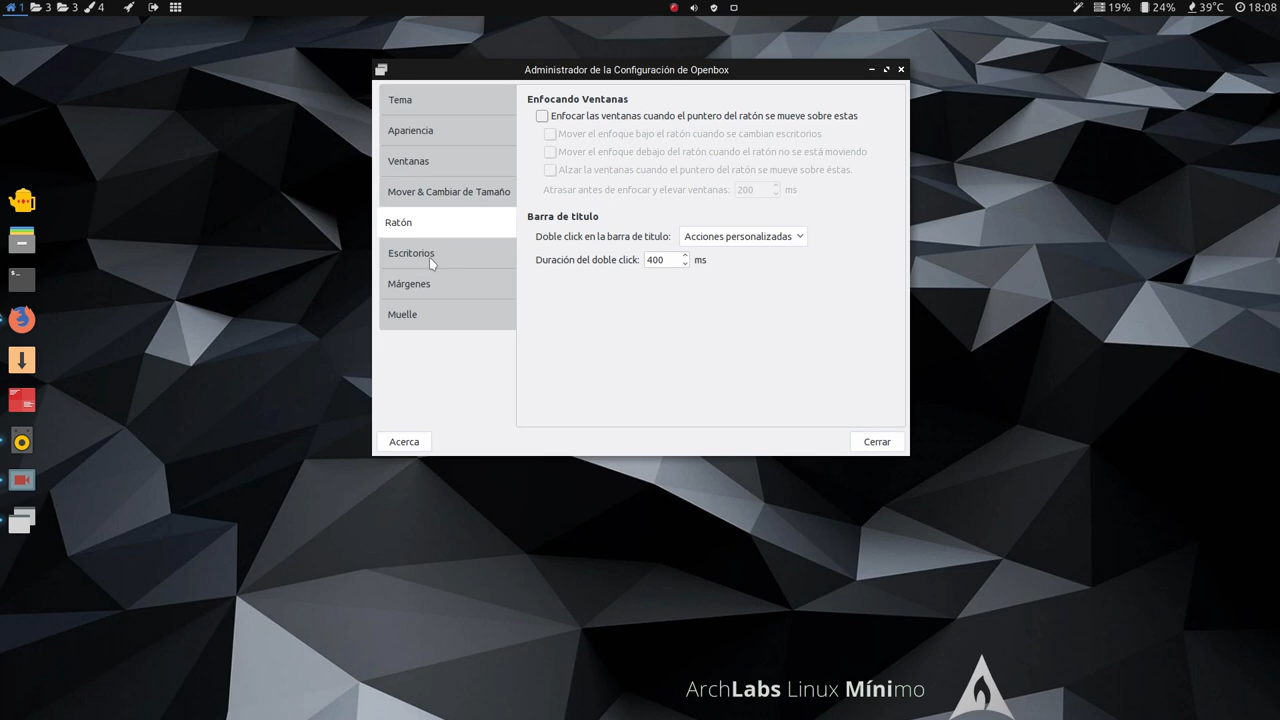 1 3 3 4 19% 24% 39°C 18:08
Administrador de la Configuración de Openbox
Tema
Apariencia
Ventanas
Mover & Cambiar de Tamaño
Ratón
Escritorios
Márgenes
Muelle
Enfocando Ventanas
Enfocar las ventanas cuando el puntero del ratón se mueve sobre estas
Mover el enfoque bajo el ratón cuando se cambian escritorios
Mover el enfoque debajo del ratón cuando el ratón no se está moviendo
Alzar la ventanas cuando el puntero del ratón se mueve sobre éstas.
Atrasar antes de enfocar y elevar ventanas: 200 ms
Barra de titulo
Doble click en la barra de titulo: Acciones personalizadas
Duración del doble click: 400 ms
Acerca
Cerrar
ArchLabs Linux Mínimo